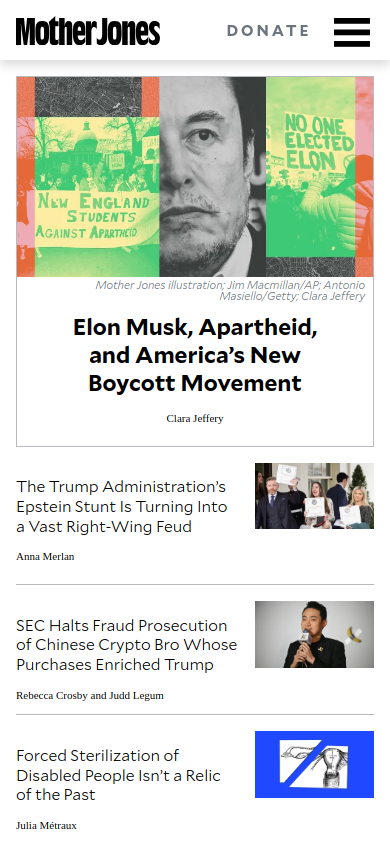 Mother Jones
DONATE
NEW ENGLAND
STUDENTS
AGAINST APARTHEID
NO ONE
ELECTED
ELON
Mother Jones illustration; Jim Macmillan/AP; Antonio
Masiello/Getty; Clara Jeffery
Elon Musk, Apartheid,
and America’s New
Boycott Movement
Clara Jeffery
The Trump Administration’s
Epstein Stunt Is Turning Into
a Vast Right-Wing Feud
Anna Merlan
SEC Halts Fraud Prosecution
of Chinese Crypto Bro Whose
Purchases Enriched Trump
Rebecca Crosby and Judd Legum
Forced Sterilization of
Disabled People Isn’t a Relic
of the Past
Julia Métraux